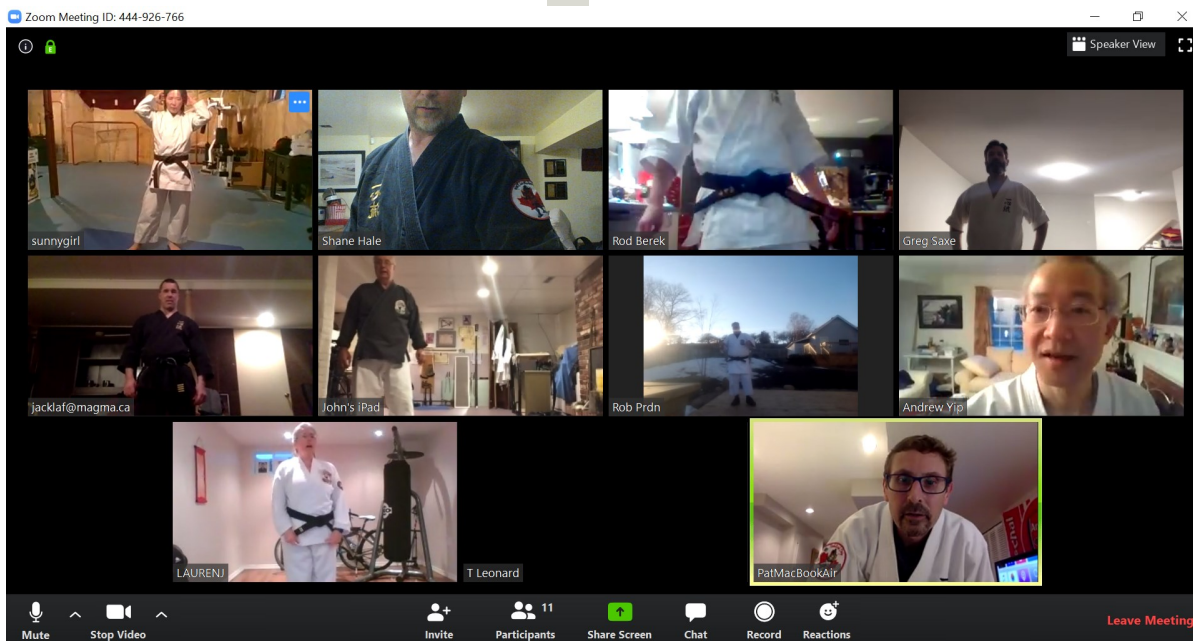 Zoom Meeting ID: 444-926-766
Speaker View
sunnygirl
Shane Hale
Rod Berek
Greg Saxe
jacklaf@magma.ca
John's iPad
Rob Prdn
Andrew Yip
LAURENJ
T Leonard
PatMacBookAir
11
Mute
Stop Video
Invite
Participants
Share Screen
Chat
Record
Reactions
Leave Meeting